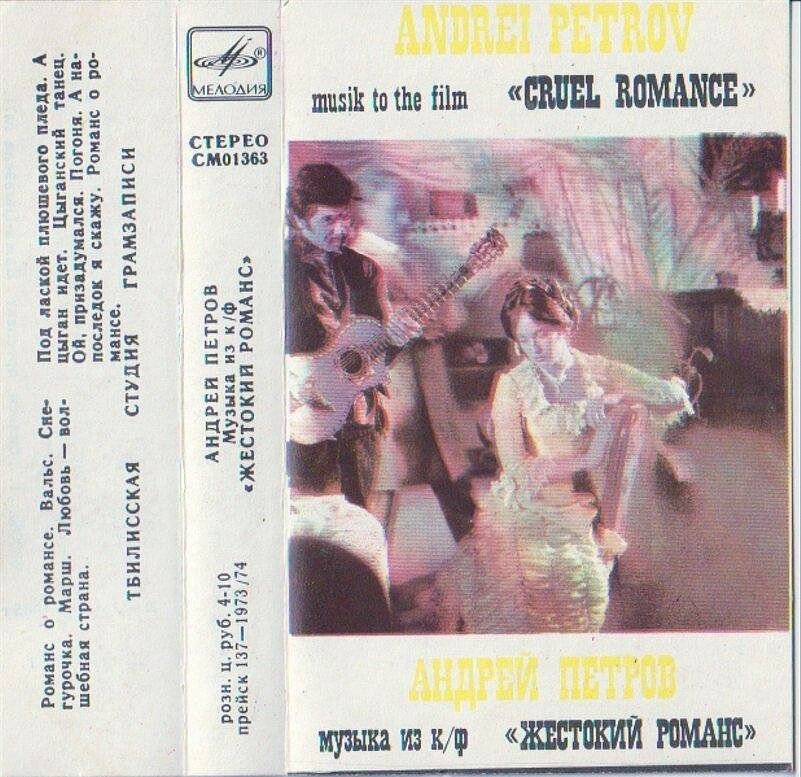 Романс о романсе. Вальс. Сне-
гурочка. Марш. Любовь — вол-
шебная страна.
Под лаской плюшевого пледа. А
цыган идет. Цыганский танец.
Ой, призадумался. Погоня. А на-
последок я скажу. Романс о ро-
мансе.
ТБИЛИССКАЯ СТУДИЯ ГРАМЗАПИСИ
МЕЛОДИЯ
СТЕРЕО
СМ01363
АНДРЕЙ ПЕТРОВ
Музыка из к/ф
«ЖЕСТОКИЙ РОМАНС»
розн. ц. руб. 4-10
прейск 137—1973/74
ANDREI PETROV
musik to the film «CRUEL ROMANCE»
АНДРЕЙ ПЕТРОВ
музыка из к/ф «ЖЕСТОКИЙ РОМАНС»